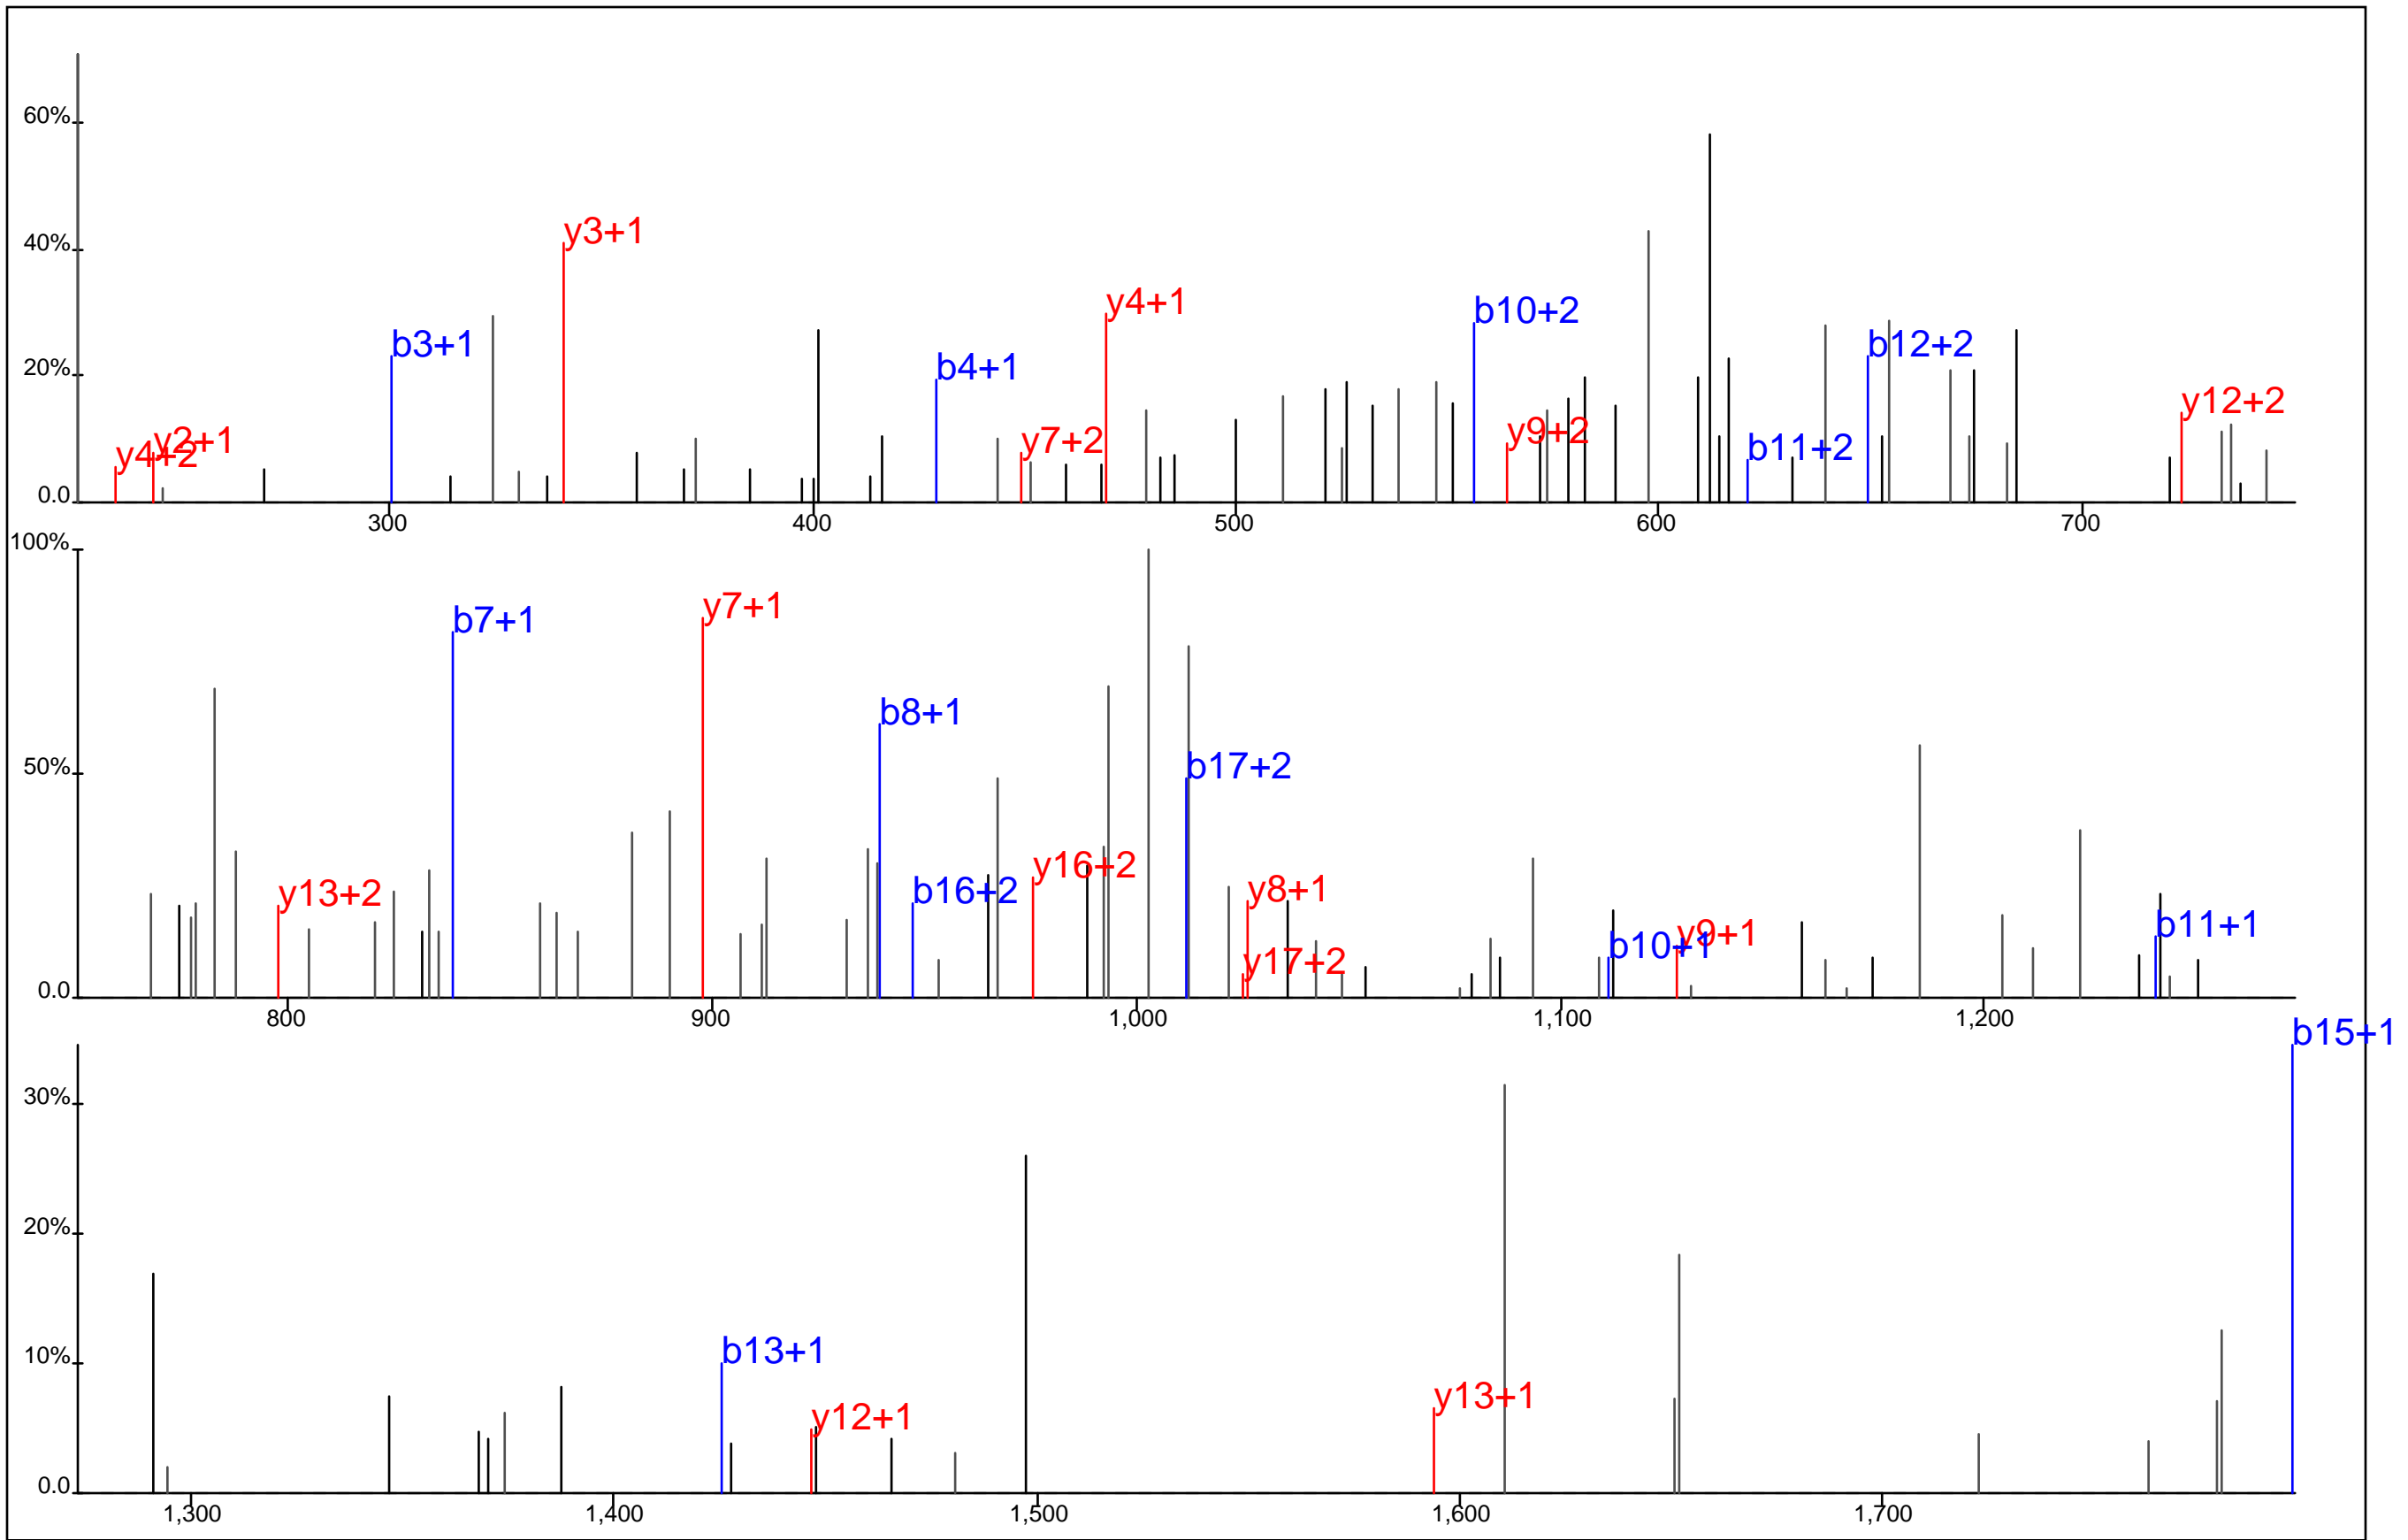 60%
y3+1
40%
y4+1
b10+2
b3+1
b12+2
b4+1
20%
y12+2
y4+2
y2+1
y7+2
y9+2
b11+2
0.0
300
400
500
600
700
100%
b7+1
y7+1
b8+1
50%
b17+2
y13+2
b16+2
y16+2
y8+1
y17+2
b10+1
y9+1
b11+1
0.0
800
900
1,000
1,100
1,200
b15+1
30%
20%
10%
b13+1
y12+1
y13+1
0.0
1,300
1,400
1,500
1,600
1,700